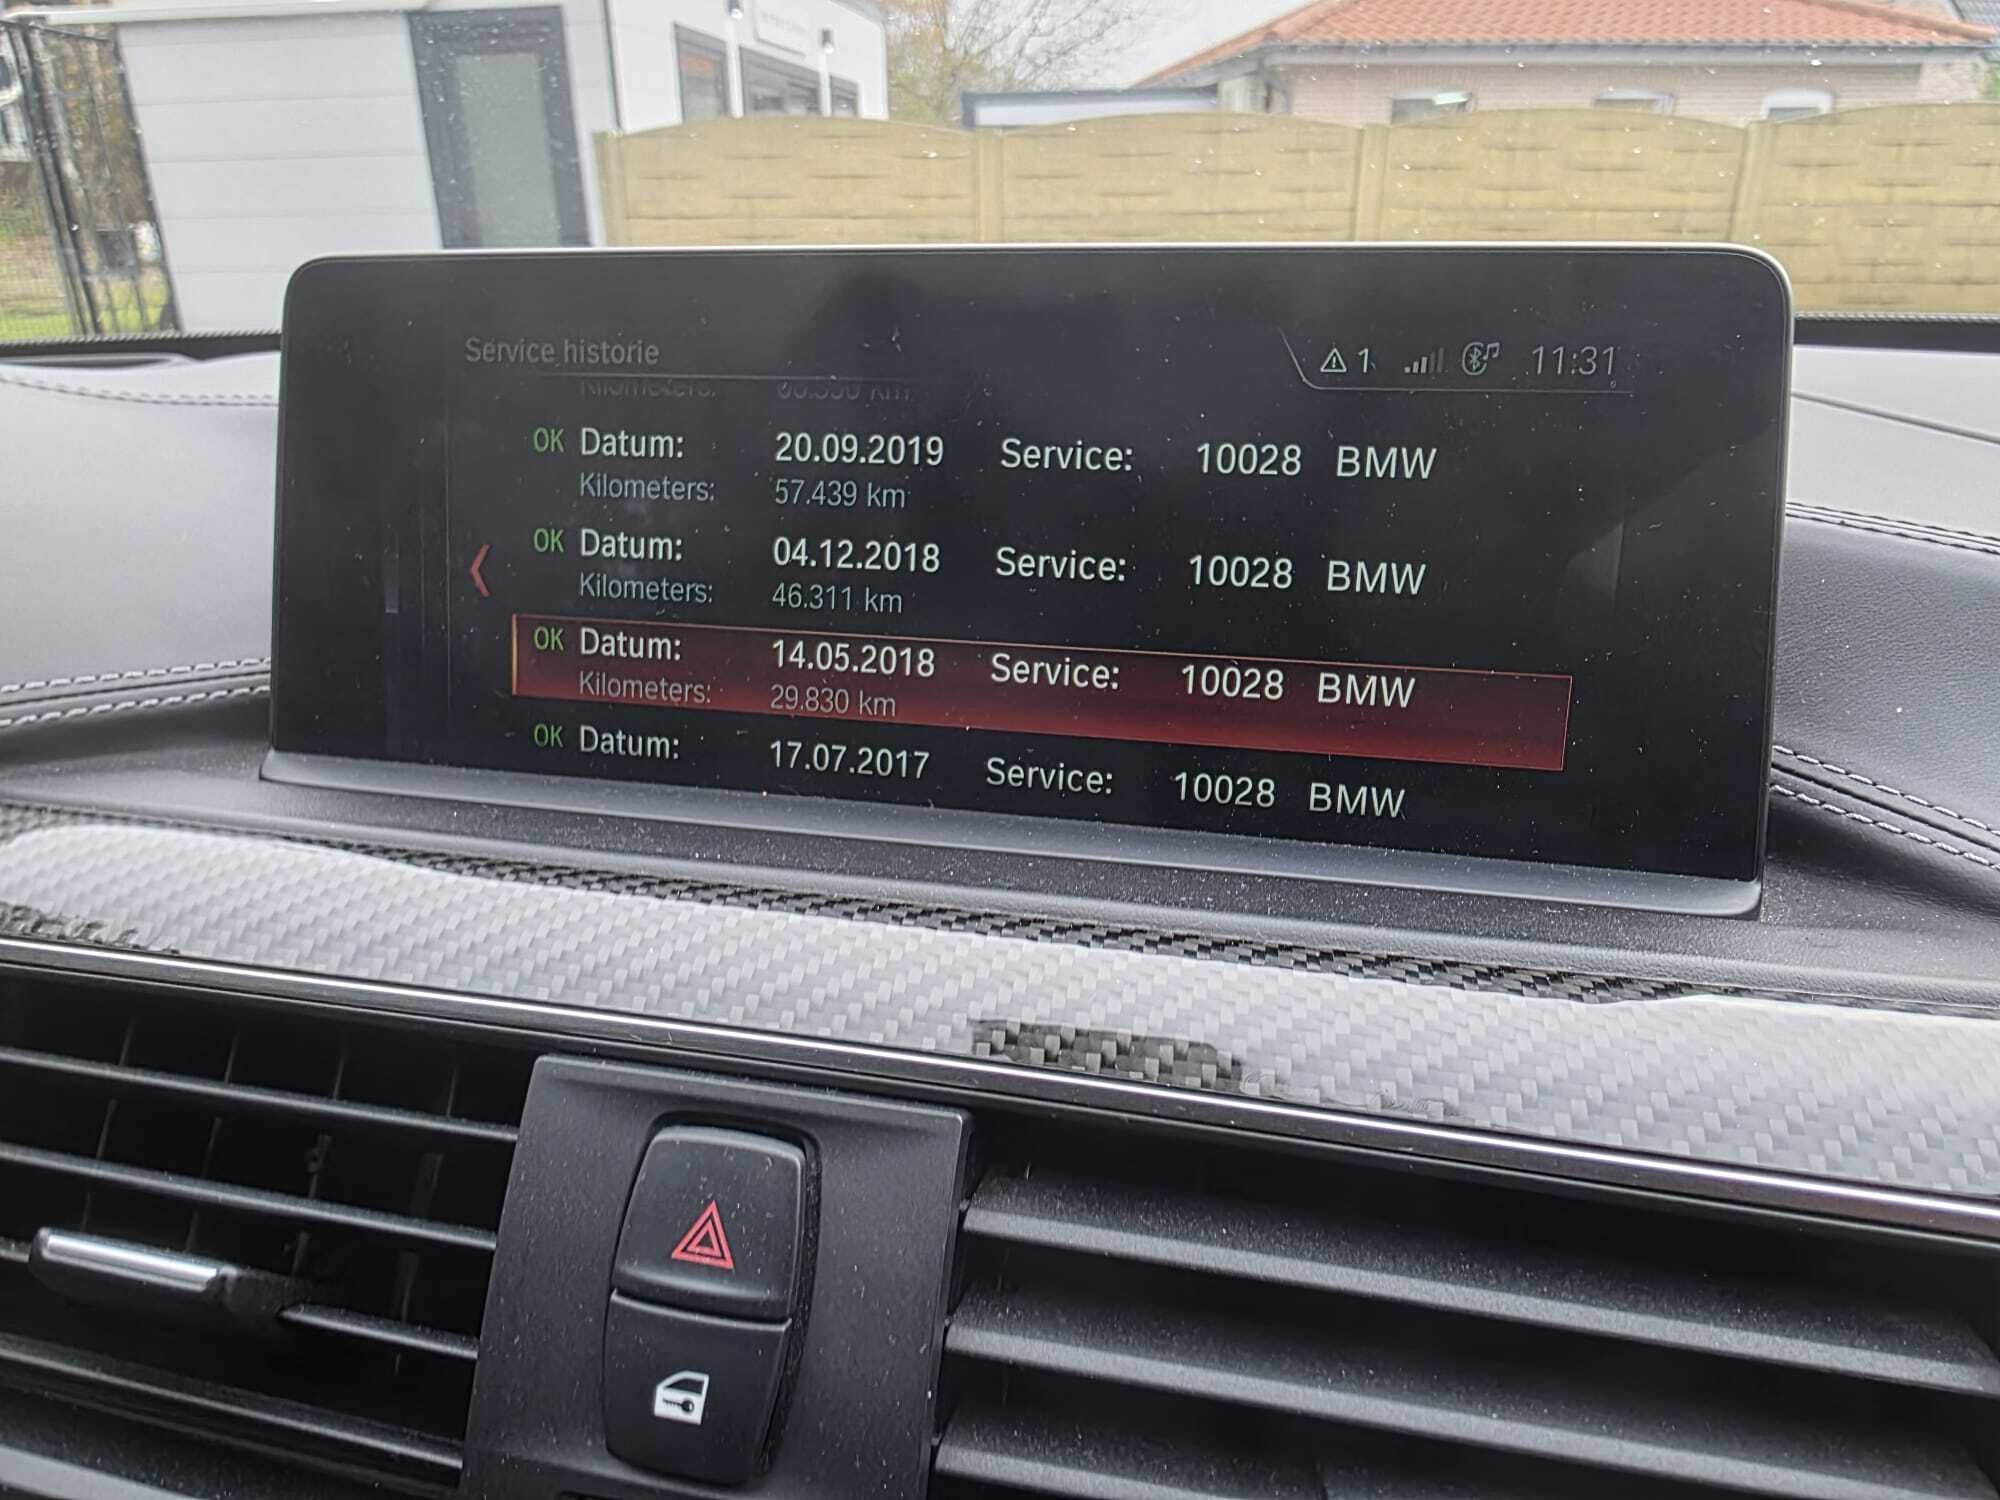 Service historie
1 11:31
Kilometers: km
OK Datum: 20.09.2019 Service: 10028 BMW
Kilometers: 57.439 km
OK Datum: 04.12.2018 Service: 10028 BMW
Kilometers: 46.311 km
OK Datum: 14.05.2018 Service: 10028 BMW
Kilometers: 29.830 km
OK Datum: 17.07.2017 Service: 10028 BMW